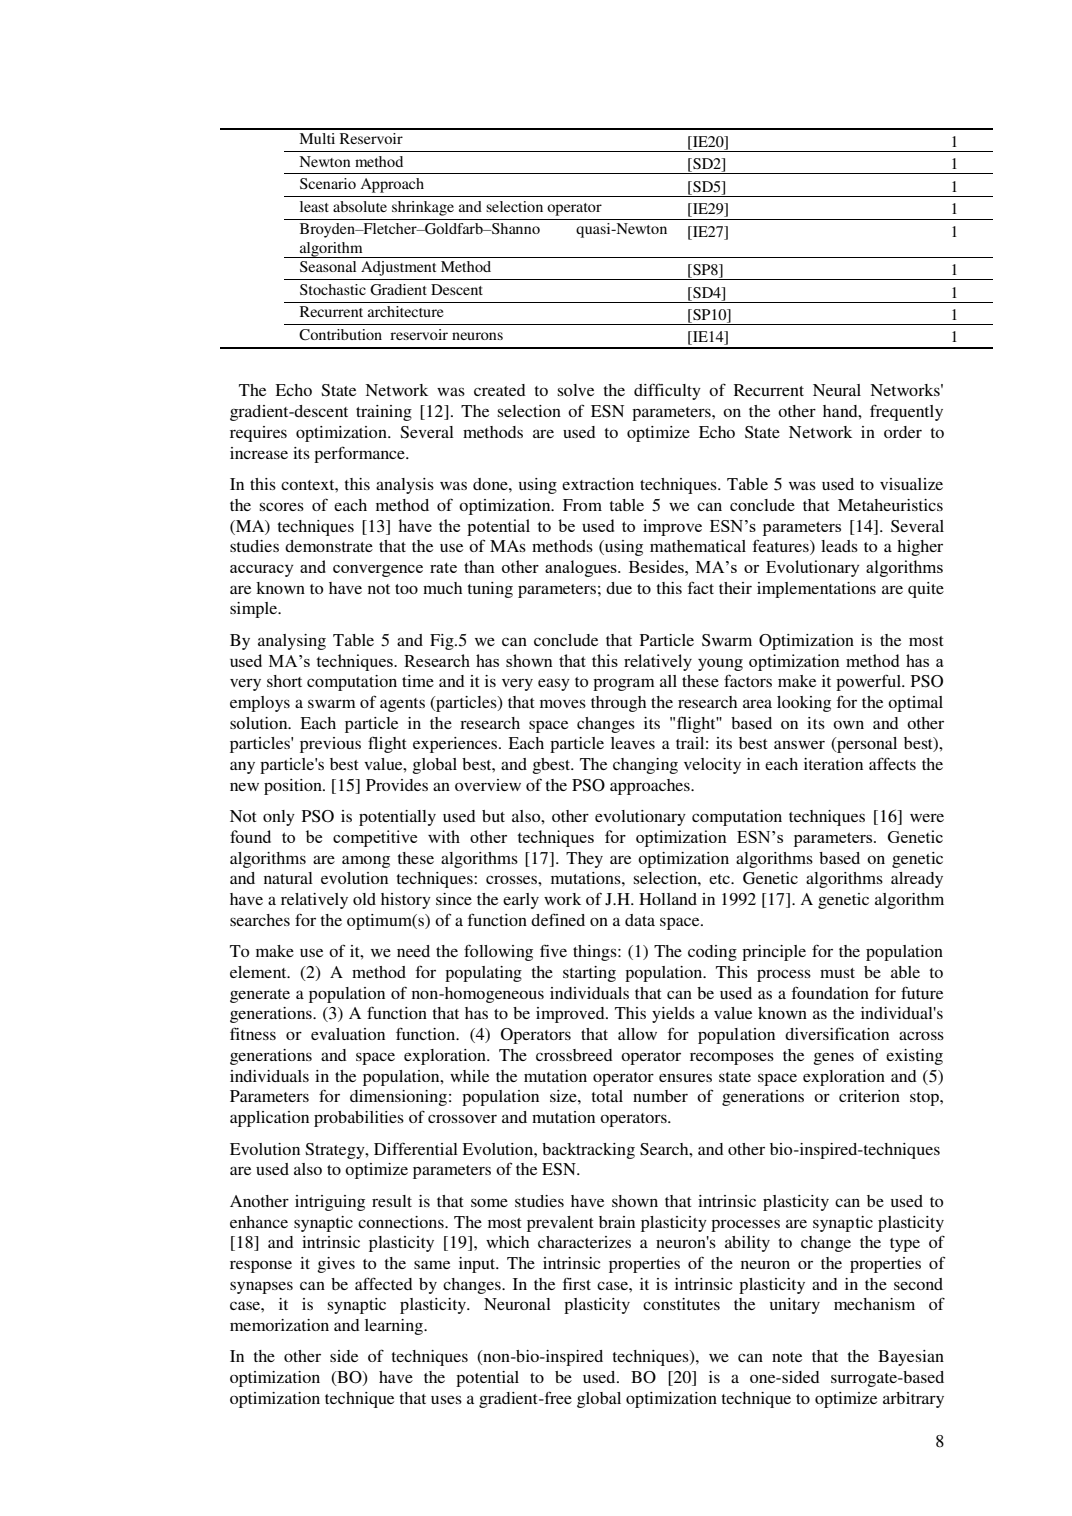 Multi Reservoir [IE20] 1
Newton method [SD2] 1
Scenario Approach [SD5] 1
least absolute shrinkage and selection operator [IE29] 1
Broyden–Fletcher–Goldfarb–Shanno quasi-Newton [IE27] 1
algorithm
Seasonal Adjustment Method [SP8] 1
Stochastic Gradient Descent [SD4] 1
Recurrent architecture [SP10] 1
Contribution reservoir neurons [IE14] 1
The Echo State Network was created to solve the difficulty of Recurrent Neural Networks'
gradient-descent training [12]. The selection of ESN parameters, on the other hand, frequently
requires optimization. Several methods are used to optimize Echo State Network in order to
increase its performance.
In this context, this analysis was done, using extraction techniques. Table 5 was used to visualize
the scores of each method of optimization. From table 5 we can conclude that Metaheuristics
(MA) techniques [13] have the potential to be used to improve ESN’s parameters [14]. Several
studies demonstrate that the use of MAs methods (using mathematical features) leads to a higher
accuracy and convergence rate than other analogues. Besides, MA’s or Evolutionary algorithms
are known to have not too much tuning parameters; due to this fact their implementations are quite
simple.
By analysing Table 5 and Fig.5 we can conclude that Particle Swarm Optimization is the most
used MA’s techniques. Research has shown that this relatively young optimization method has a
very short computation time and it is very easy to program all these factors make it powerful. PSO
employs a swarm of agents (particles) that moves through the research area looking for the optimal
solution. Each particle in the research space changes its "flight" based on its own and other
particles' previous flight experiences. Each particle leaves a trail: its best answer (personal best),
any particle's best value, global best, and gbest. The changing velocity in each iteration affects the
new position. [15] Provides an overview of the PSO approaches.
Not only PSO is potentially used but also, other evolutionary computation techniques [16] were
found to be competitive with other techniques for optimization ESN’s parameters. Genetic
algorithms are among these algorithms [17]. They are optimization algorithms based on genetic
and natural evolution techniques: crosses, mutations, selection, etc. Genetic algorithms already
have a relatively old history since the early work of J.H. Holland in 1992 [17]. A genetic algorithm
searches for the optimum(s) of a function defined on a data space.
To make use of it, we need the following five things: (1) The coding principle for the population
element. (2) A method for populating the starting population. This process must be able to
generate a population of non-homogeneous individuals that can be used as a foundation for future
generations. (3) A function that has to be improved. This yields a value known as the individual's
fitness or evaluation function. (4) Operators that allow for population diversification across
generations and space exploration. The crossbreed operator recomposes the genes of existing
individuals in the population, while the mutation operator ensures state space exploration and (5)
Parameters for dimensioning: population size, total number of generations or criterion stop,
application probabilities of crossover and mutation operators.
Evolution Strategy, Differential Evolution, backtracking Search, and other bio-inspired-techniques
are used also to optimize parameters of the ESN.
Another intriguing result is that some studies have shown that intrinsic plasticity can be used to
enhance synaptic connections. The most prevalent brain plasticity processes are synaptic plasticity
[18] and intrinsic plasticity [19], which characterizes a neuron's ability to change the type of
response it gives to the same input. The intrinsic properties of the neuron or the properties of
synapses can be affected by changes. In the first case, it is intrinsic plasticity and in the second
case, it is synaptic plasticity. Neuronal plasticity constitutes the unitary mechanism of
memorization and learning.
In the other side of techniques (non-bio-inspired techniques), we can note that the Bayesian
optimization (BO) have the potential to be used. BO [20] is a one-sided surrogate-based
optimization technique that uses a gradient-free global optimization technique to optimize arbitrary
8